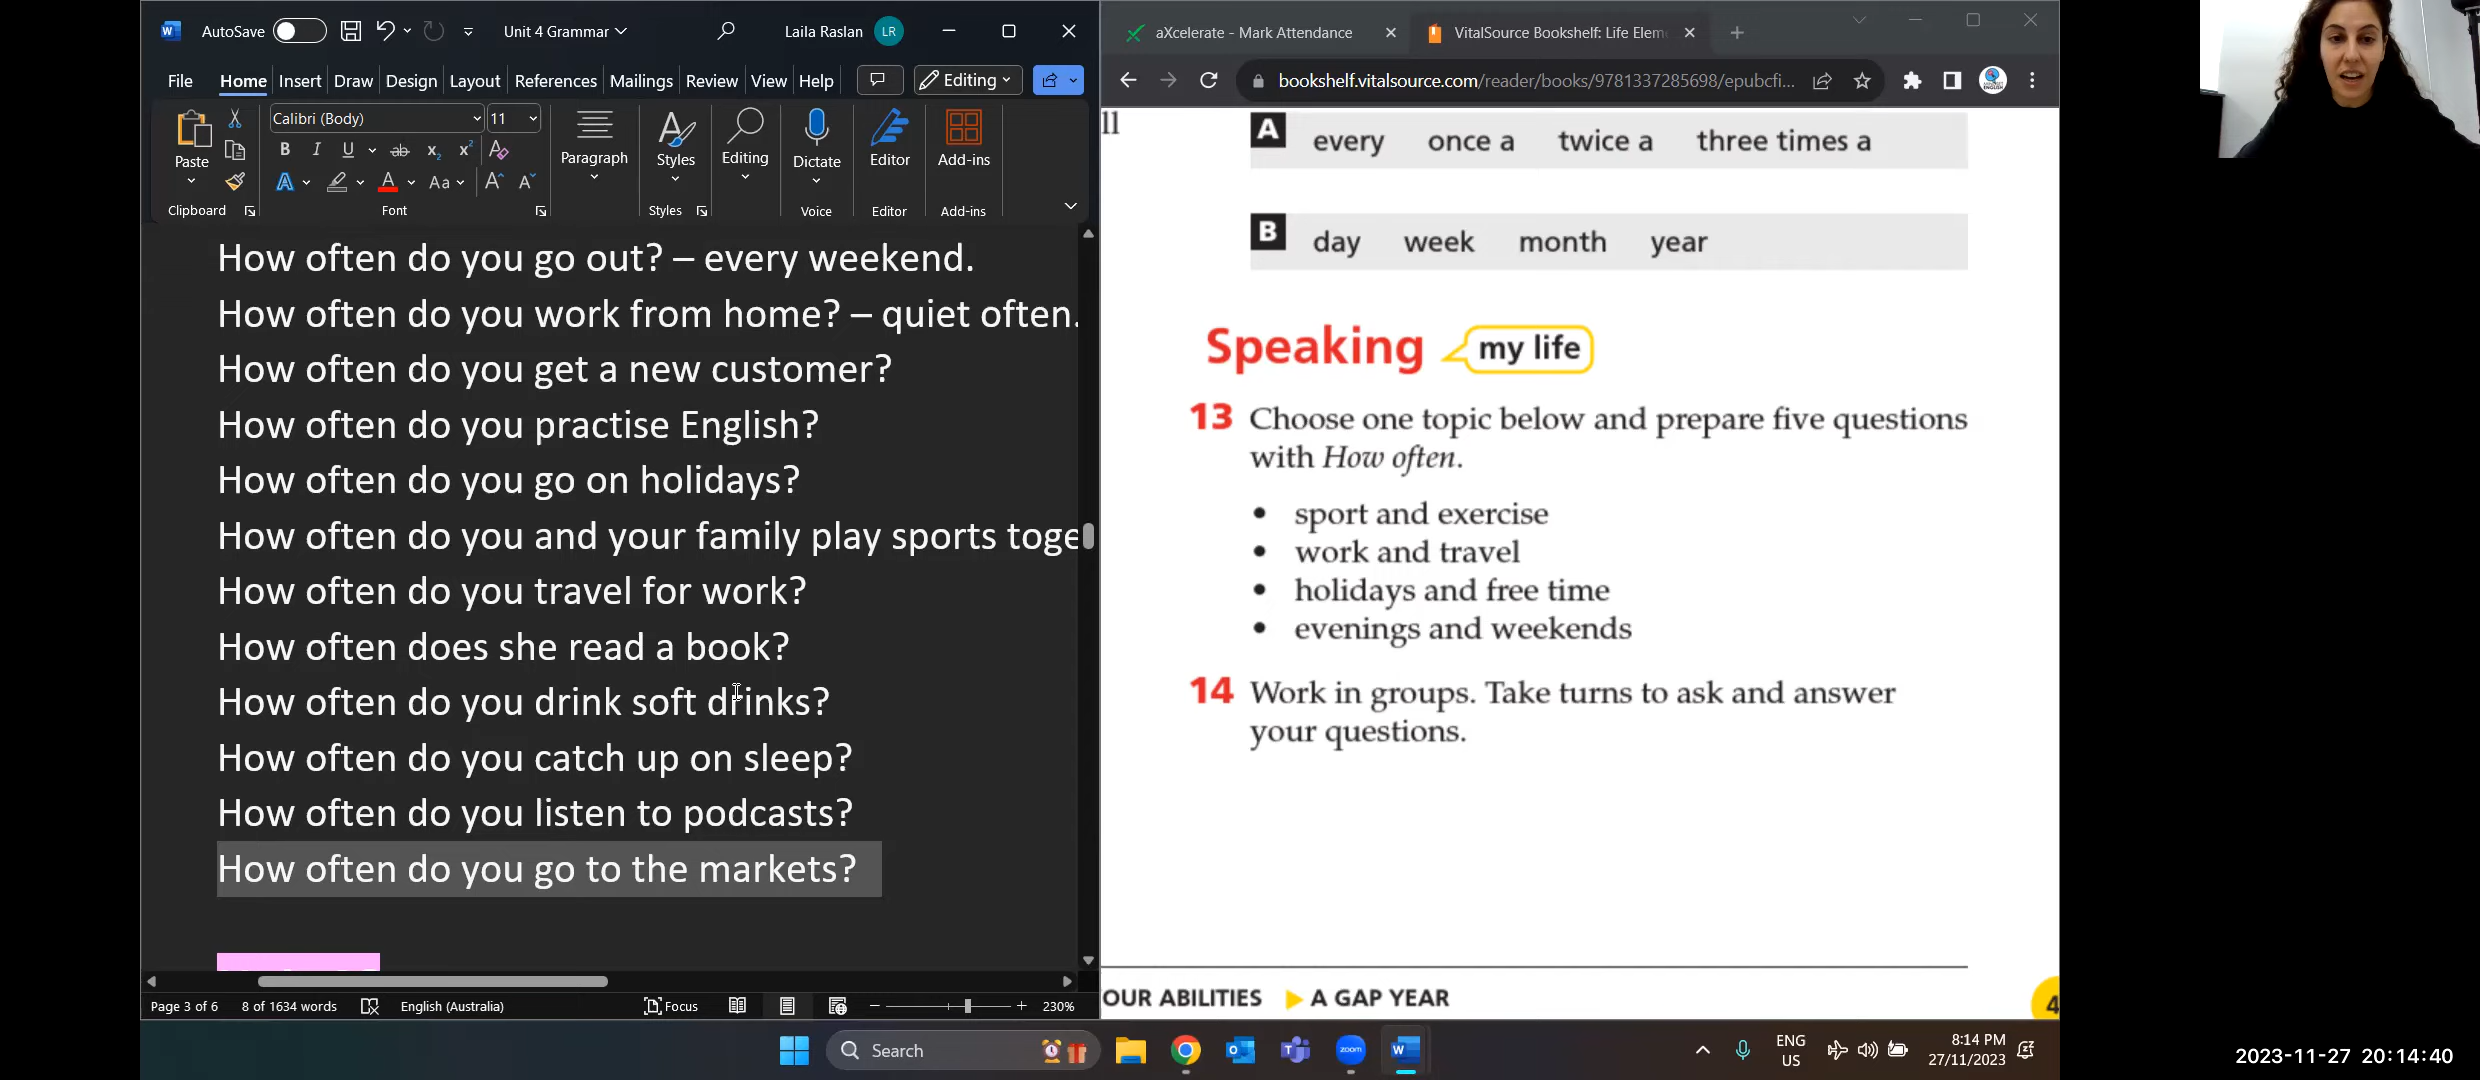 AutoSave
Unit 4 Grammar
Laila Raslan
LR
File Home Insert Draw Design Layout References Mailings Review View Help
Editing
Calibri (Body) 11
Paste
Paragraph
Styles
Editing
Dictate
Editor
Add-ins
Clipboard
Font
Styles
Voice
Editor
Add-ins
How often do you go out? – every weekend.
How often do you work from home? – quiet often.
How often do you get a new customer?
How often do you practise English?
How often do you go on holidays?
How often do you and your family play sports toge
How often do you travel for work?
How often does she read a book?
How often do you drink soft drinks?
How often do you catch up on sleep?
How often do you listen to podcasts?
How often do you go to the markets?
Page 3 of 6 8 of 1634 words English (Australia) Focus 230%
aXcelerate - Mark Attendance
VitalSource Bookshelf: Life Elem
bookshelf.vitalsource.com/reader/books/9781337285698/epubcfi...
ll
A every once a twice a three times a
B day week month year
Speaking my life
13 Choose one topic below and prepare five questions
with How often.
• sport and exercise
• work and travel
• holidays and free time
• evenings and weekends
14 Work in groups. Take turns to ask and answer
your questions.
OUR ABILITIES ▶ A GAP YEAR
4
Search
zoom
ENG
US
8:14 PM
27/11/2023
2023-11-27 20:14:40